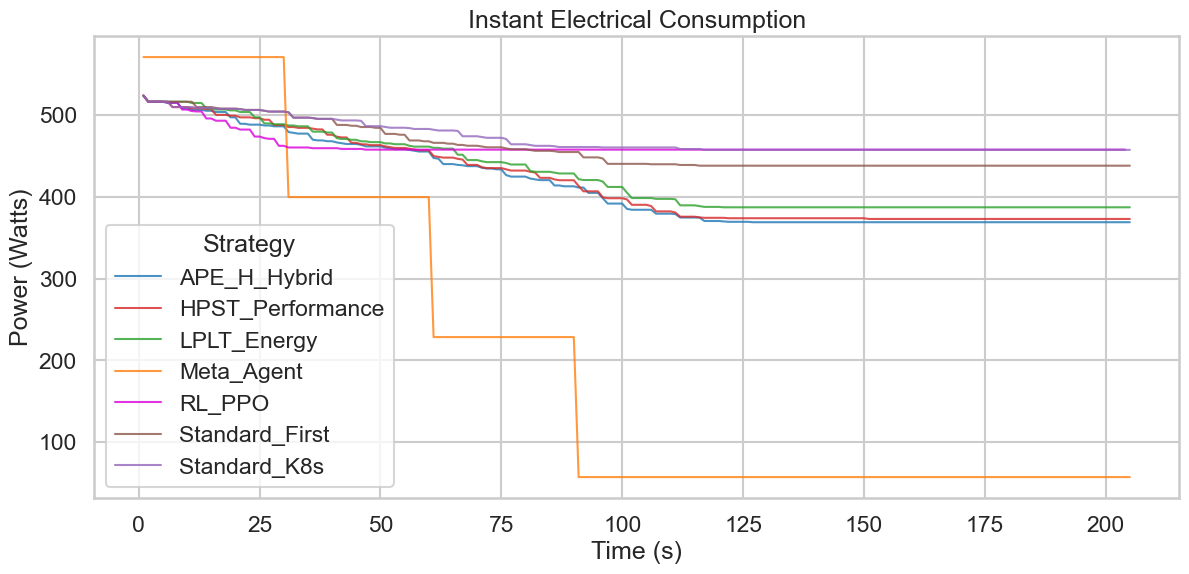 Instant Electrical Consumption
Power (Watts)
500
400
300
200
100
Strategy
APE_H_Hybrid
HPST_Performance
LPLT_Energy
Meta_Agent
RL_PPO
Standard_First
Standard_K8s
0 25 50 75 100 125 150 175 200
Time (s)